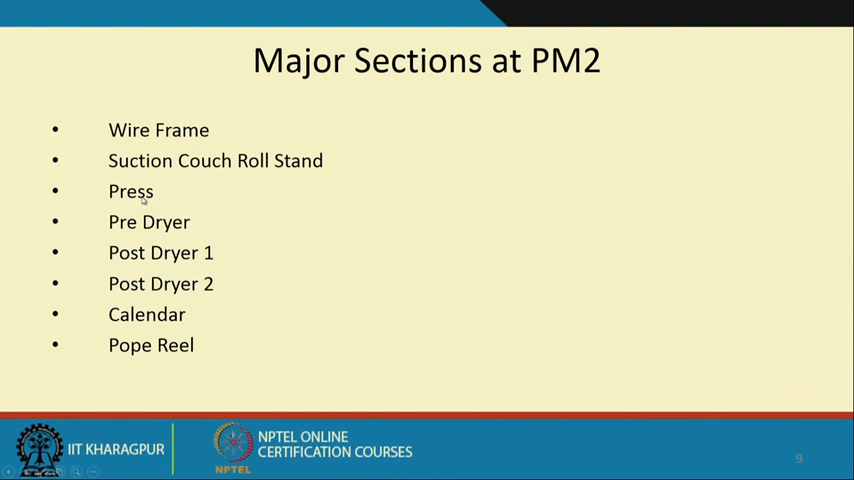 Major Sections at PM2
• Wire Frame
• Suction Couch Roll Stand
• Press
• Pre Dryer
• Post Dryer 1
• Post Dryer 2
• Calendar
• Pope Reel
IIT KHARAGPUR
NPTEL
NPTEL ONLINE
CERTIFICATION COURSES
9